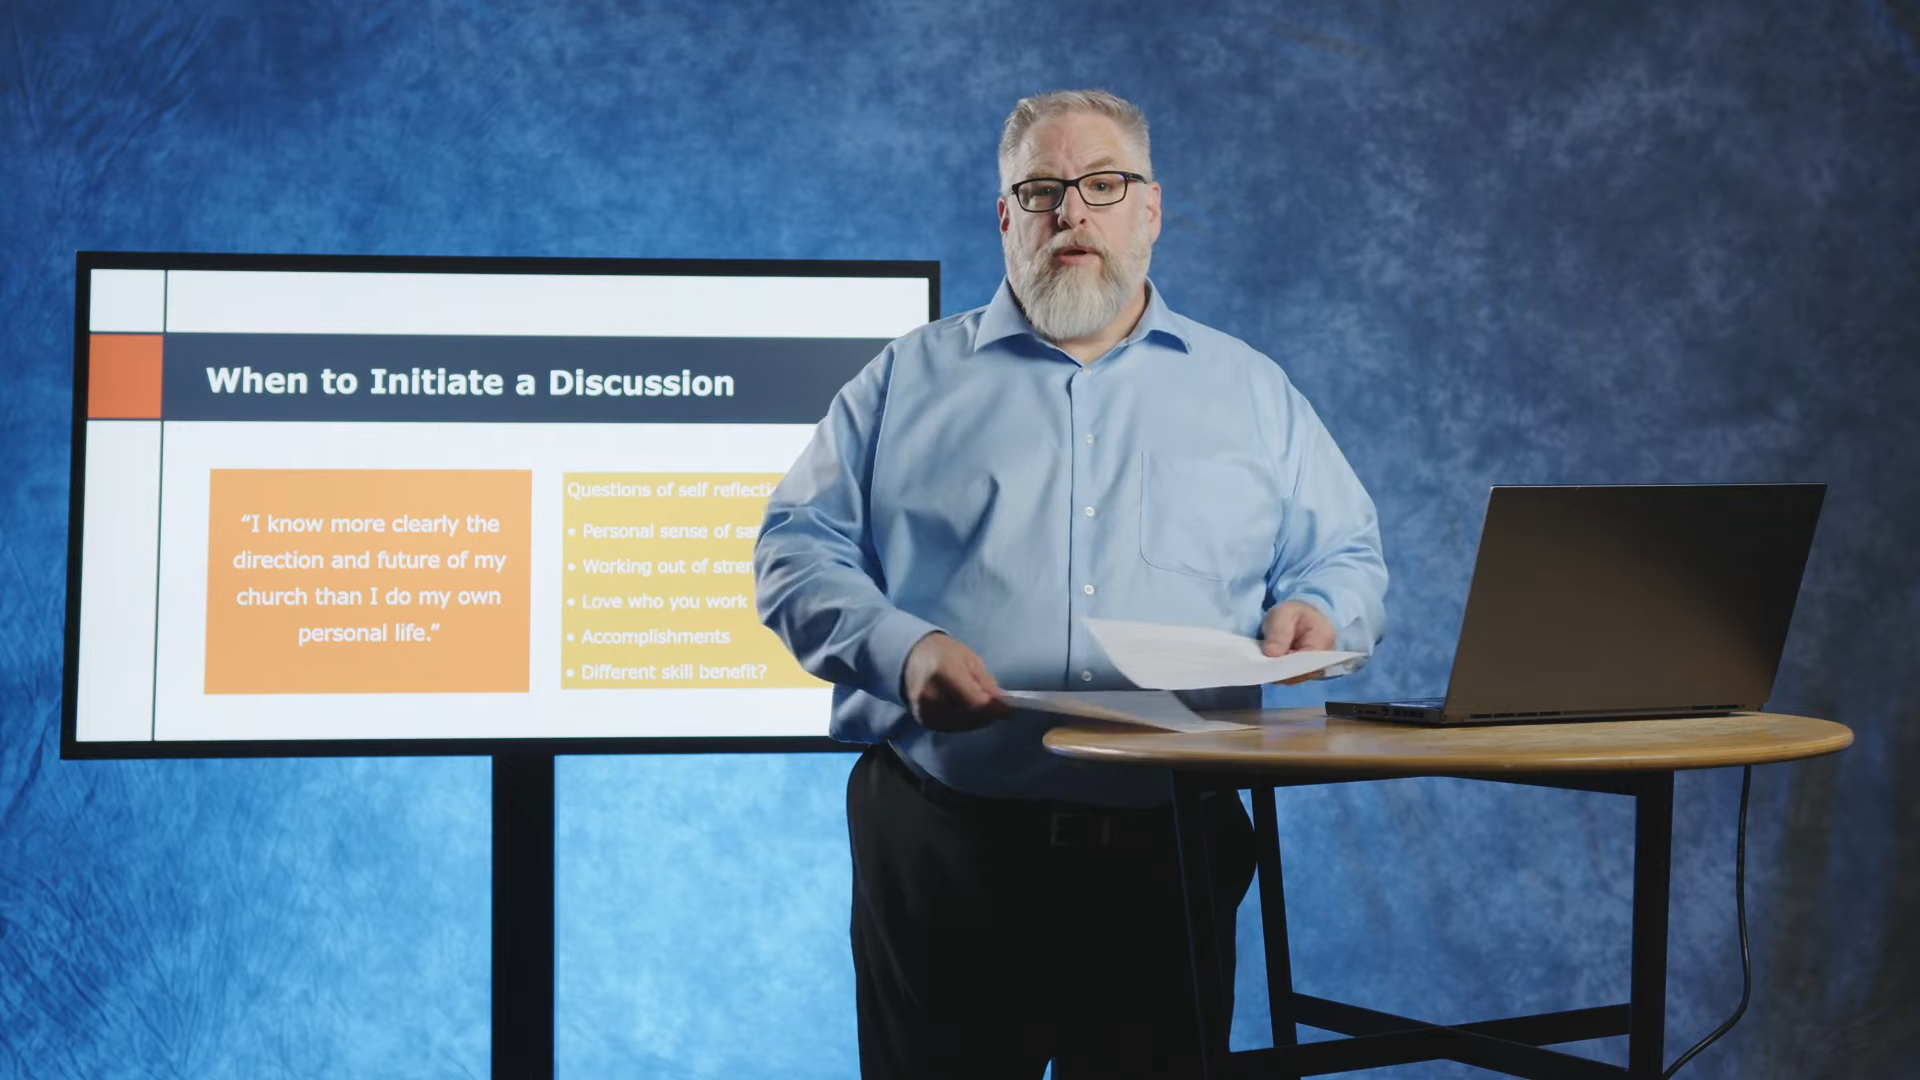 When to Initiate a Discussion
“I know more clearly the
direction and future of my
church than I do my own
personal life.”
Questions of self
• Personal sense of
• Working out of
• Love who you work
• Accomplishments
• Different skill benefit?